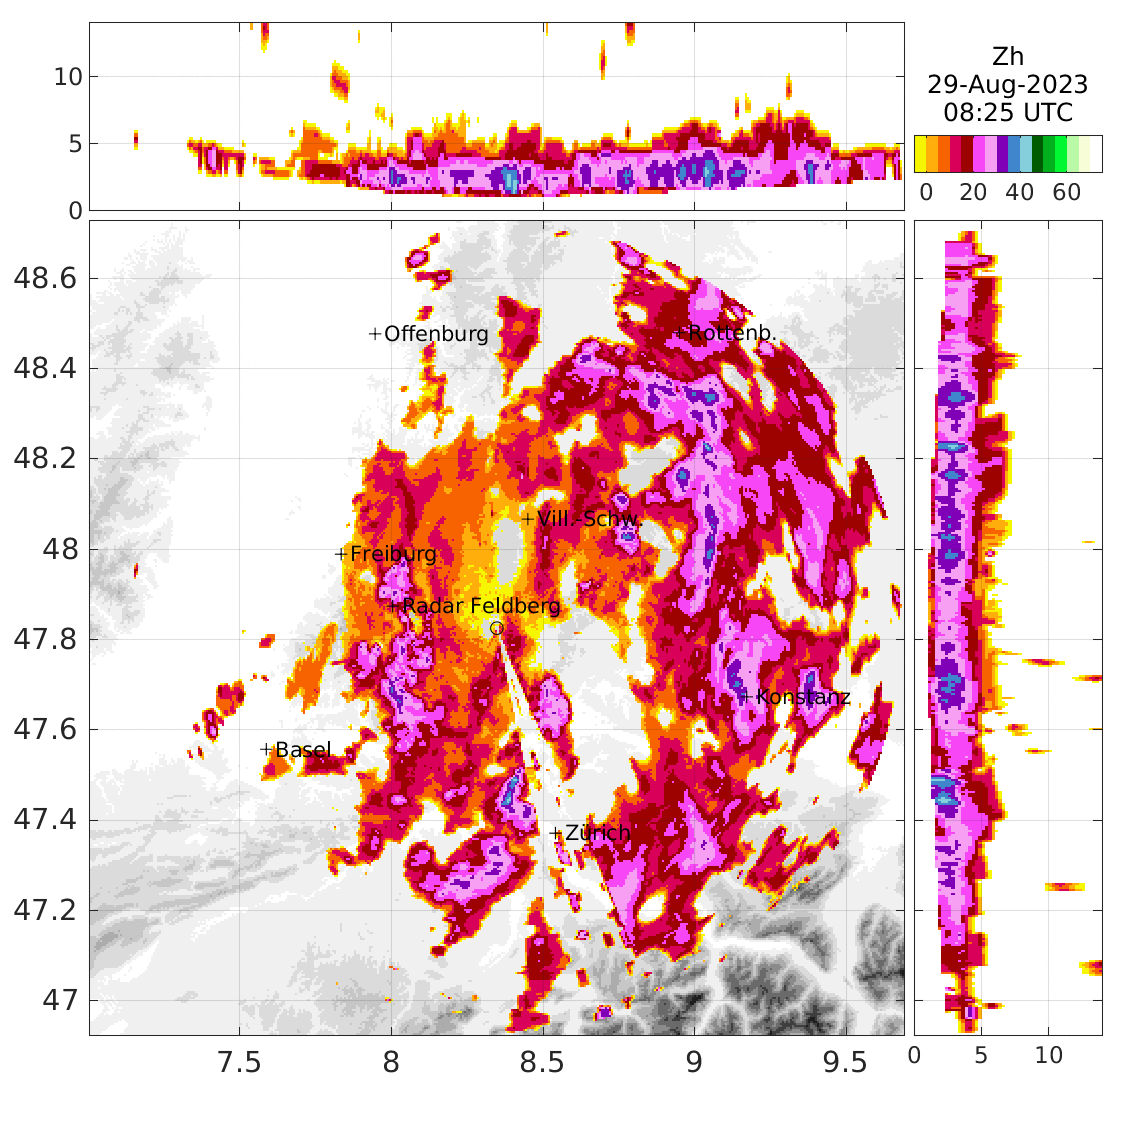 10
5
0
Zh
29-Aug-2023
08:25 UTC
0 20 40 60
48.6
48.4
48.2
48
47.8
47.6
47.4
47.2
47
+Offenburg
+Rottenb.
+Vill.-Schw.
+Freiburg
+Radar Feldberg
+Konstanz
+Basel
+Zürich
7.5 8 8.5 9 9.5
0 5 10